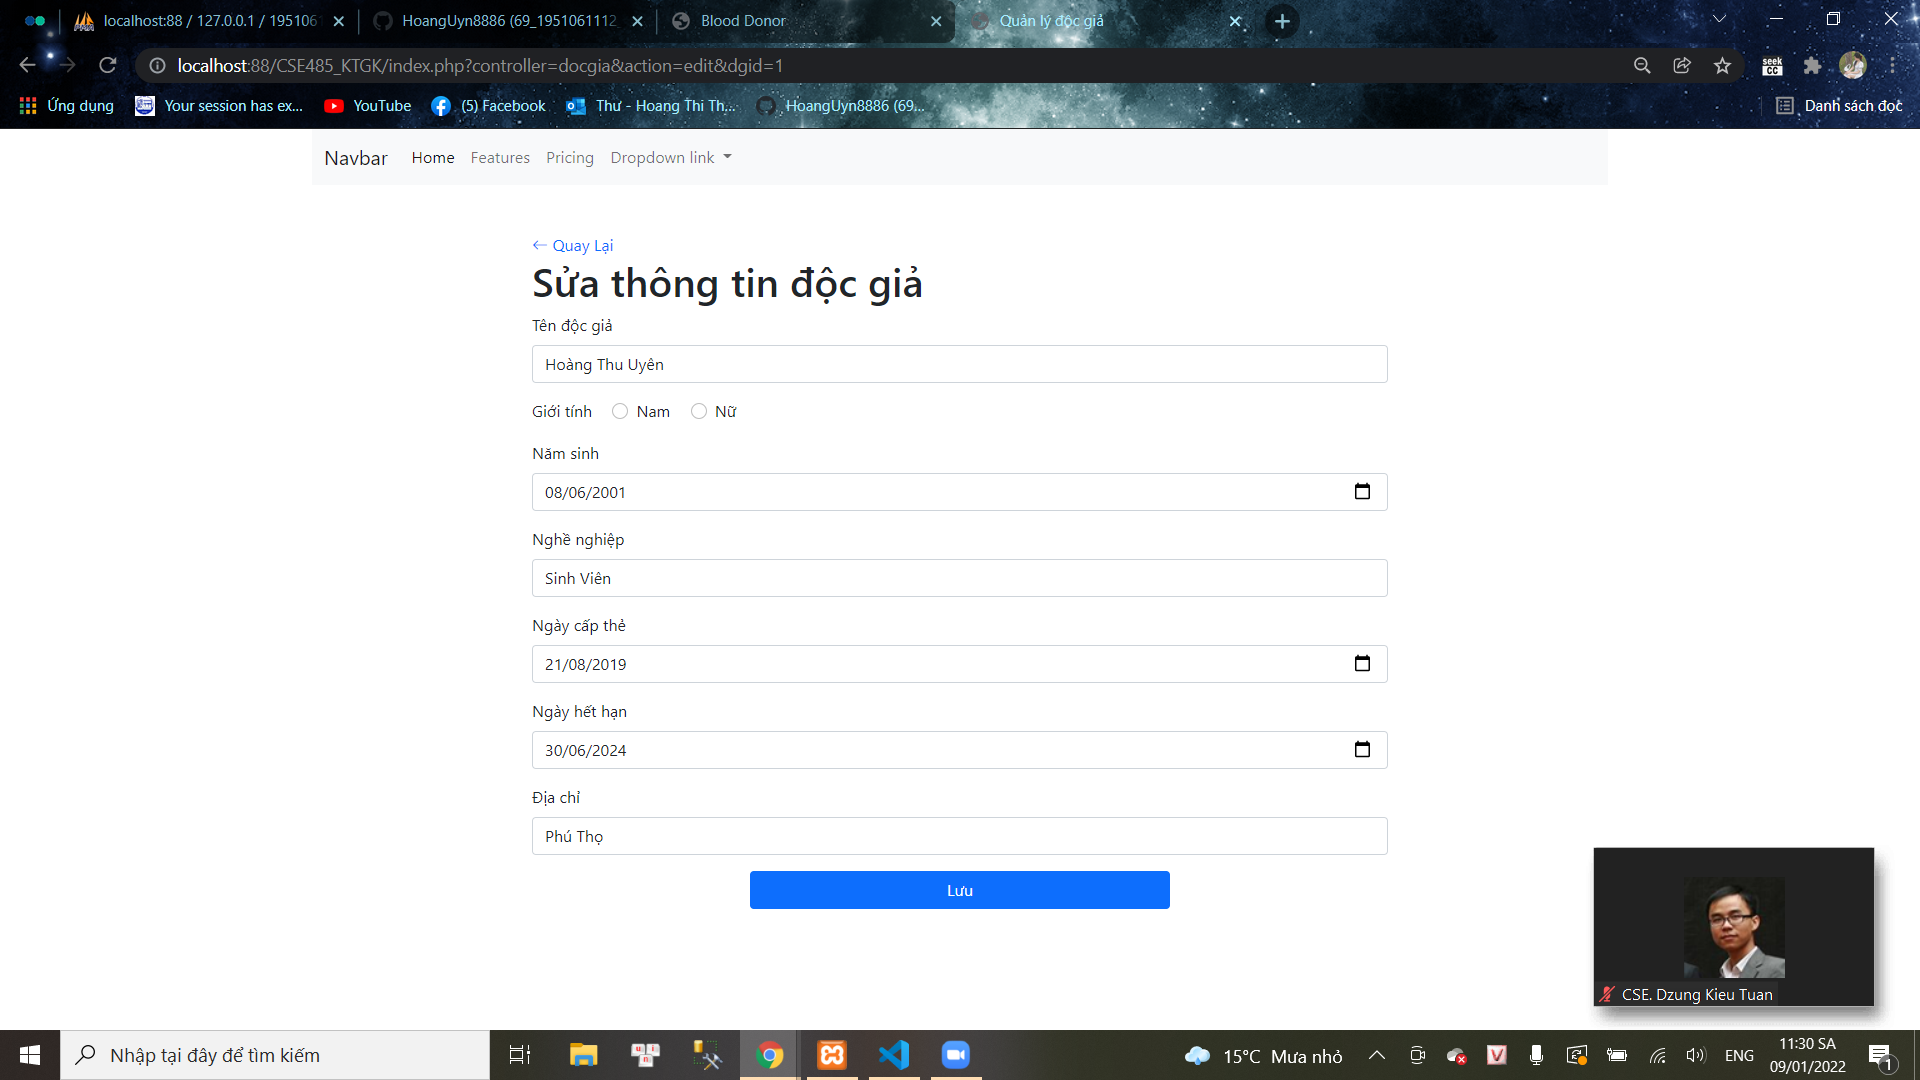 localhost:88 / 127.0.0.1 / 195106
HoangUyn8886 (69_1951061112
Blood Donor
Quản lý độc giả
localhost:88/CSE485_KTGK/index.php?controller=docgia&action=edit&dgid=1
seek CC
Ứng dụng
Your session has ex...
YouTube
(5) Facebook
Thư - Hoang Thi Th...
HoangUyn8886 (69...
Danh sách đọc
Navbar
Home
Features
Pricing
Dropdown link
← Quay Lại
Sửa thông tin độc giả
Tên độc giả
Hoàng Thu Uyên
Giới tính Nam Nữ
Năm sinh
08/06/2001
Nghề nghiệp
Sinh Viên
Ngày cấp thẻ
21/08/2019
Ngày hết hạn
30/06/2024
Địa chỉ
Phú Thọ
Lưu
CSE. Dzung Kieu Tuan
Nhập tại đây để tìm kiếm
15°C Mưa nhỏ
ENG
11:30 SA
09/01/2022
1